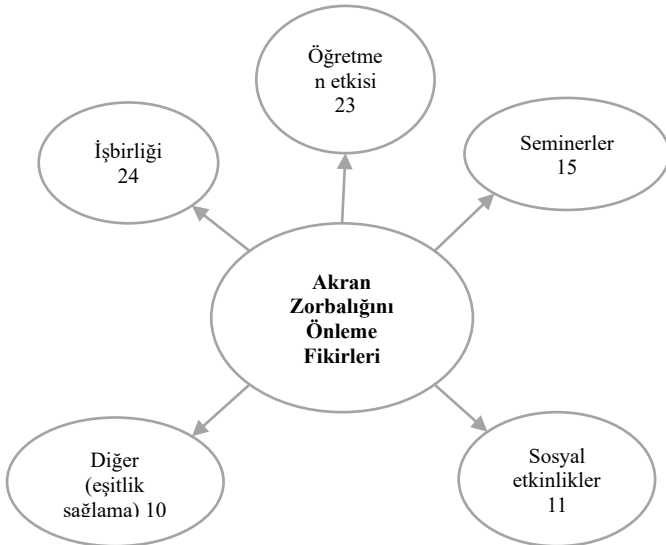 Öğretme
n etkisi
23
İşbirliği
24
Seminerler
15
Akran
Zorbalığını
Önleme
Fikirleri
Diğer
(eşitlik
sağlama) 10
Sosyal
etkinlikler
11